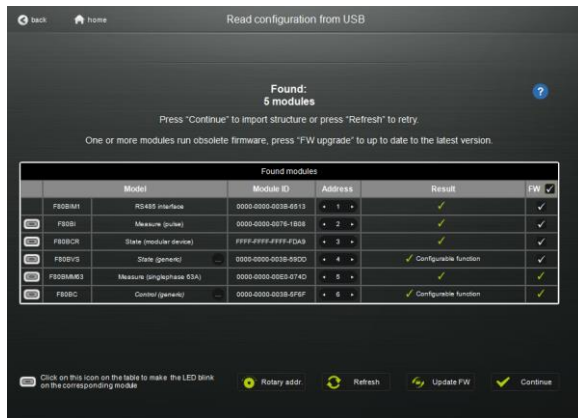 back home Read configuration from USB
Found:
5 modules
?
Press "Continue" to import structure or press "Refresh" to retry.
One or more modules run obsolete firmware, press "FW upgrade" to up to date to the latest version.
Found modules
Model Module ID Address Result FW
F80BIM1 RS485 interface 0000-0000-003B-6513 1
F80BI Measure (pulse) 0000-0000-0076-1B08 2
F80BCR State (modular device) FFFF-FFFF-FFFF-FDA9 3
F80BVS State (generic) ... 0000-0000-003B-59DD 4 Configurable function
F80BMM63 Measure (singlephase 63A) 0000-0000-00E0-074D 5
F80BC Control (generic) ... 0000-0000-003B-5F6F 6 Configurable function
Click on this icon on the table to make the LED blink
on the corresponding module
Rotary addr. Refresh Update FW Continue